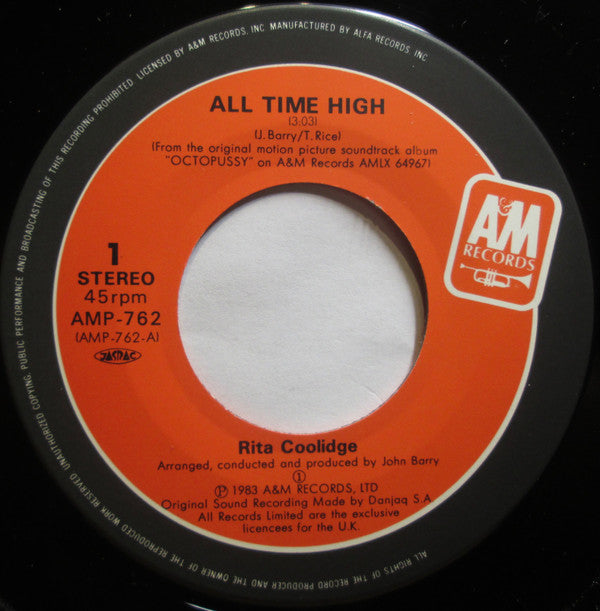 ALL RIGHTS OF THE RECORD PRODUCER AND THE OWNER OF THE REPRODUCED WORK RESERVED UNAUTHORIZED COPYING, PUBLIC PERFORMANCE AND BROADCASTING OF THIS RECORDING PROHIBITED. LICENSED BY A&M RECORDS, INC. MANUFACTURED BY ALFA RECORDS, INC
ALL TIME HIGH
(3.03)
(J.Barry/T.Rice)
(From the original motion picture soundtrack album
"OCTOPUSSY" on A&M Records AMLX 64967)
&
A&M
RECORDS
1
STEREO
45rpm
AMP-762
(AMP-762-A)
JASRAC
Rita Coolidge
Arranged, conducted and produced by John Barry
①
Ⓟ 1983 A&M RECORDS, LTD
Original Sound Recording Made by Danjaq S.A
All Records Limited are the exclusive
licencees for the U.K.